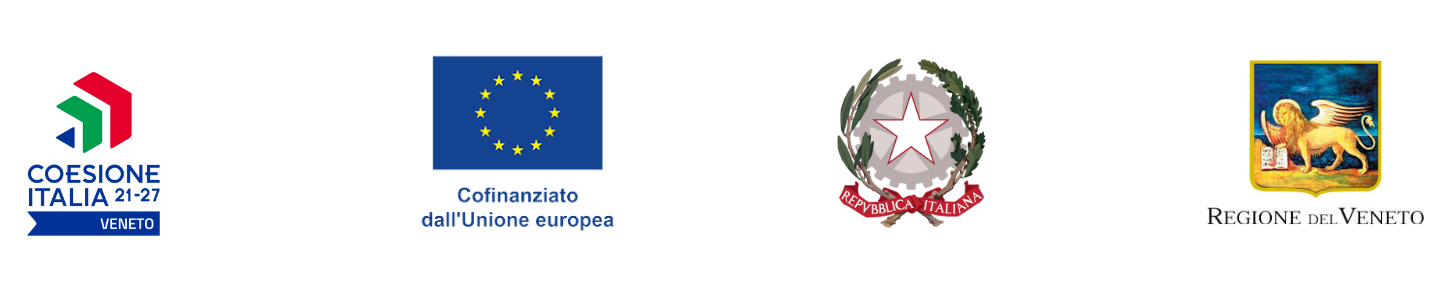 COESIONE
ITALIA 21-27
VENETO
Cofinanziato
dall'Unione europea
REPVBBLICA ITALIANA
REGIONE DEL VENETO